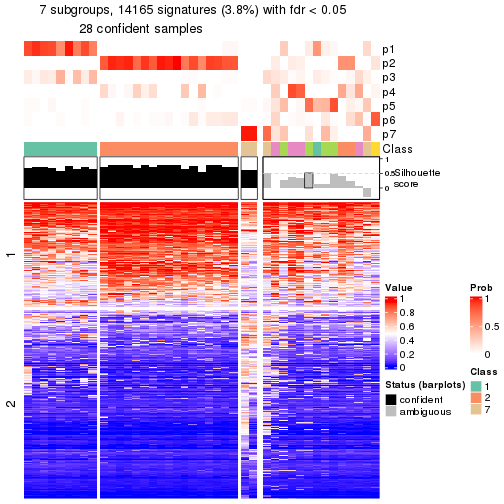 7 subgroups, 14165 signatures (3.8%) with fdr < 0.05
28 confident samples
p1
p2
p3
p4
p5
p6
p7
Class
1
0.5
0
Silhouette
score
1
2
Value
1
0.8
0.6
0.4
0.2
0
Status (barplots)
confident
ambiguous
Prob
1
0.5
0
Class
1
2
7